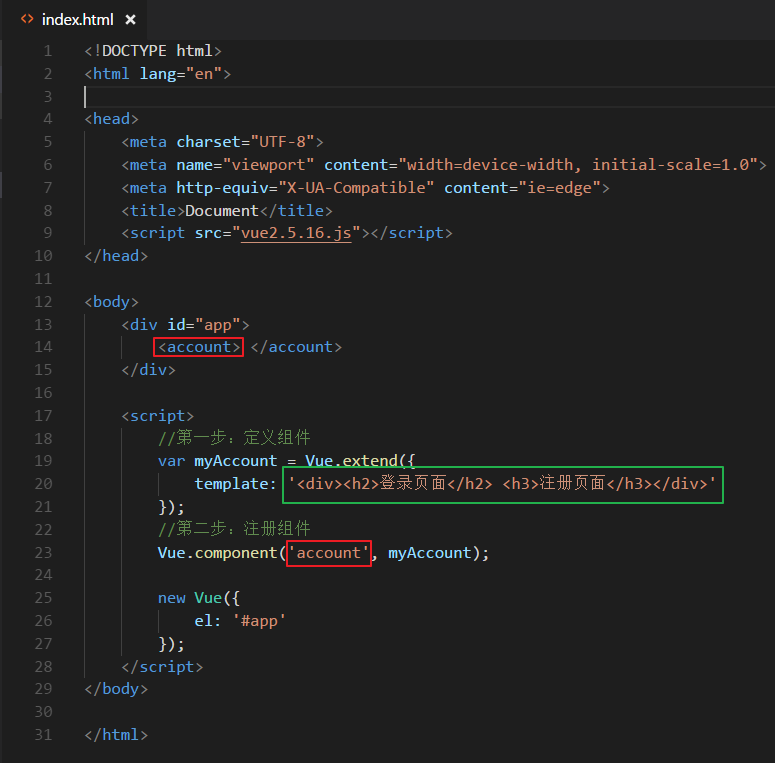 index.html ×
1 <!DOCTYPE html>
2 <html lang="en">
3
4 <head>
5     <meta charset="UTF-8">
6     <meta name="viewport" content="width=device-width, initial-scale=1.0">
7     <meta http-equiv="X-UA-Compatible" content="ie=edge">
8     <title>Document</title>
9     <script src="vue2.5.16.js"></script>
10 </head>
11
12 <body>
13     <div id="app">
14         <account> </account>
15     </div>
16
17     <script>
18         //第一步：定义组件
19         var myAccount = Vue.extend({
20             template: '<div><h2>登录页面</h2> <h3>注册页面</h3></div>'
21         });
22         //第二步：注册组件
23         Vue.component('account', myAccount);
24
25         new Vue({
26             el: '#app'
27         });
28     </script>
29 </body>
30
31 </html>